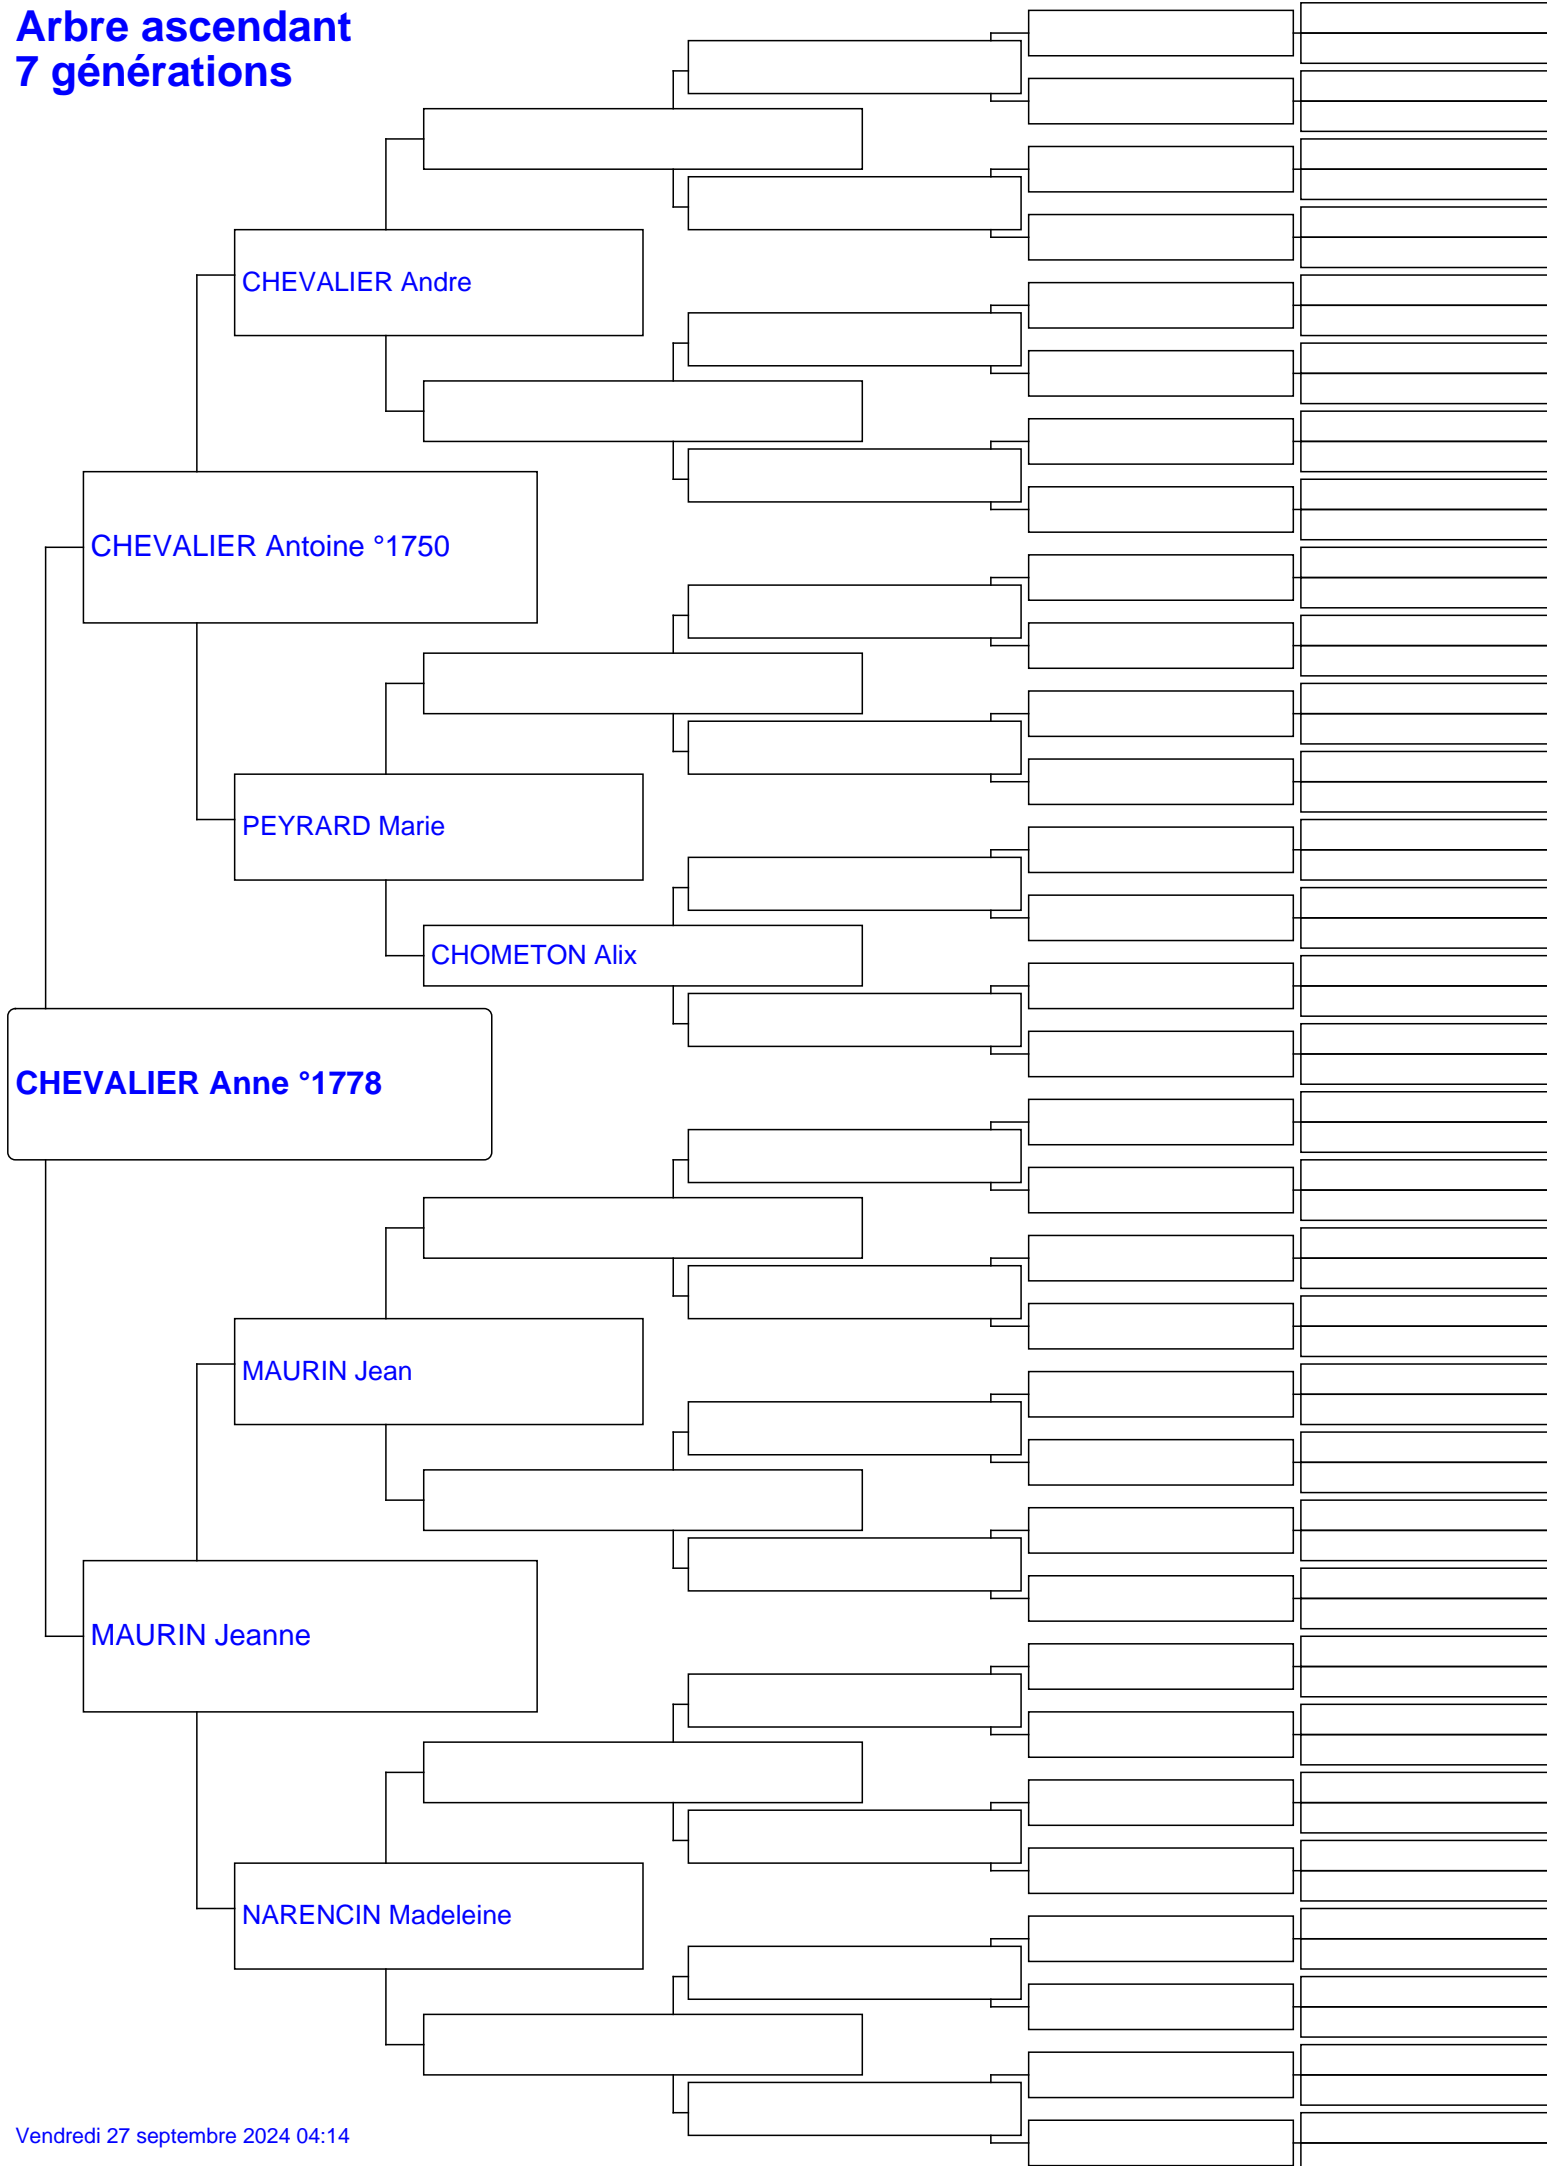 Arbre ascendant
7 générations
CHEVALIER Andre
CHEVALIER Antoine °1750
PEYRARD Marie
CHOMETON Alix
CHEVALIER Anne °1778
MAURIN Jean
MAURIN Jeanne
NARENCIN Madeleine
Vendredi 27 septembre 2024 04:14